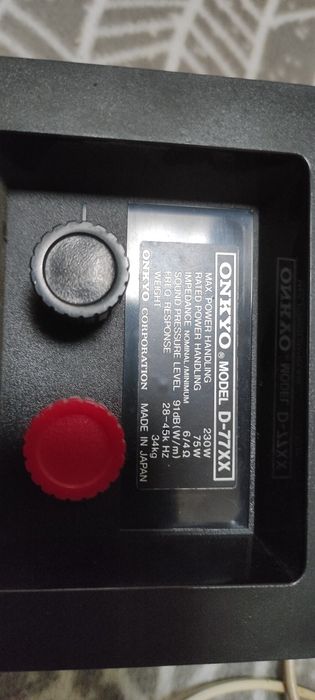 ONKYO® MODEL D-77XX
MAX. POWER HANDLING 230W
RATED POWER HANDLING 75W
IMPEDANCE NOMINAL/MINIMUM 6/4Ω
SOUND PRESSURE LEVEL 91dB(W/m)
FREQ. RESPONSE 28-45k Hz
WEIGHT 34kg
ONKYO CORPORATION MADE IN JAPAN